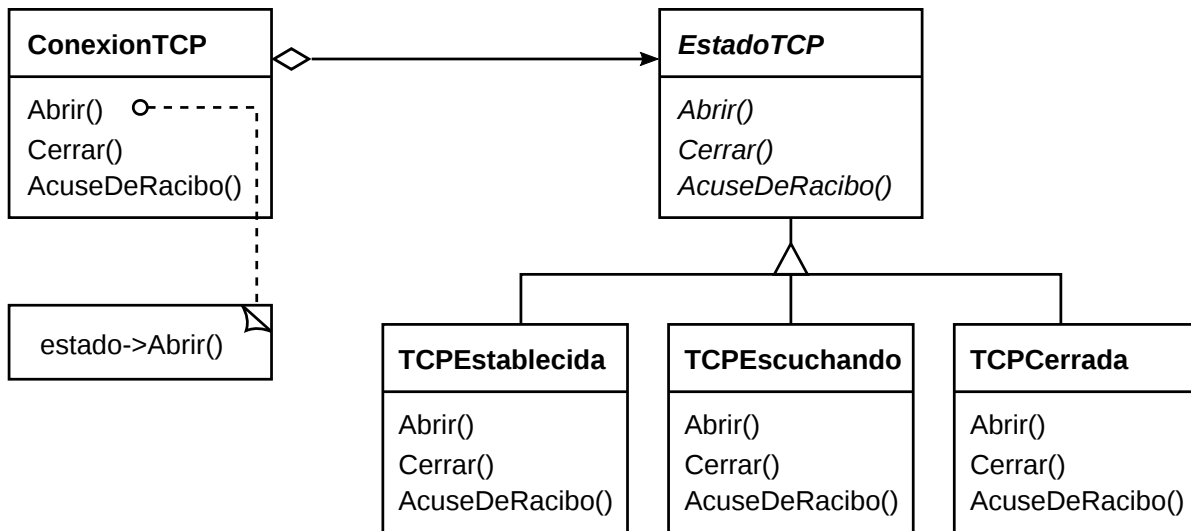 ConexionTCP
Abrir()
Cerrar()
AcuseDeRacibo()
estado->Abrir()
EstadoTCP
Abrir()
Cerrar()
AcuseDeRacibo()
TCPEstablecida
Abrir()
Cerrar()
AcuseDeRacibo()
TCPEscuchando
Abrir()
Cerrar()
AcuseDeRacibo()
TCPCerrada
Abrir()
Cerrar()
AcuseDeRacibo()